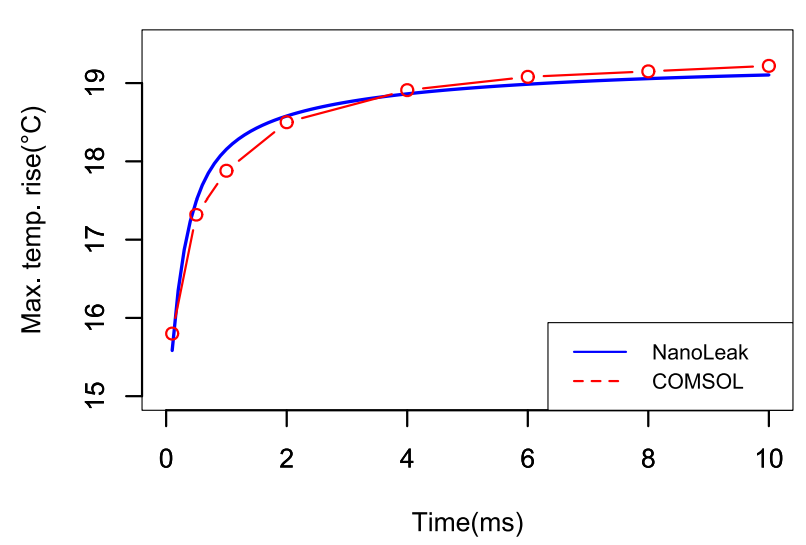 Max. temp. rise(°C)
19
18
17
16
15
NanoLeak
COMSOL
0 2 4 6 8 10
Time(ms)